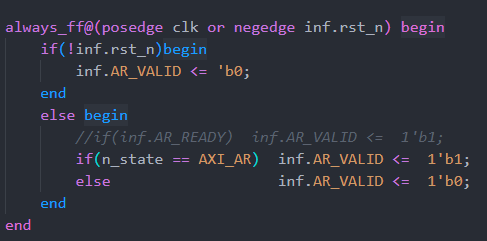 always_ff@(posedge clk or negedge inf.rst_n) begin
    if(!inf.rst_n)begin
        inf.AR_VALID <= 'b0;
    end
    else begin
        //if(inf.AR_READY)  inf.AR_VALID <=  1'b1;
        if(n_state == AXI_AR)  inf.AR_VALID <=  1'b1;
        else                   inf.AR_VALID <=  1'b0;
    end
end